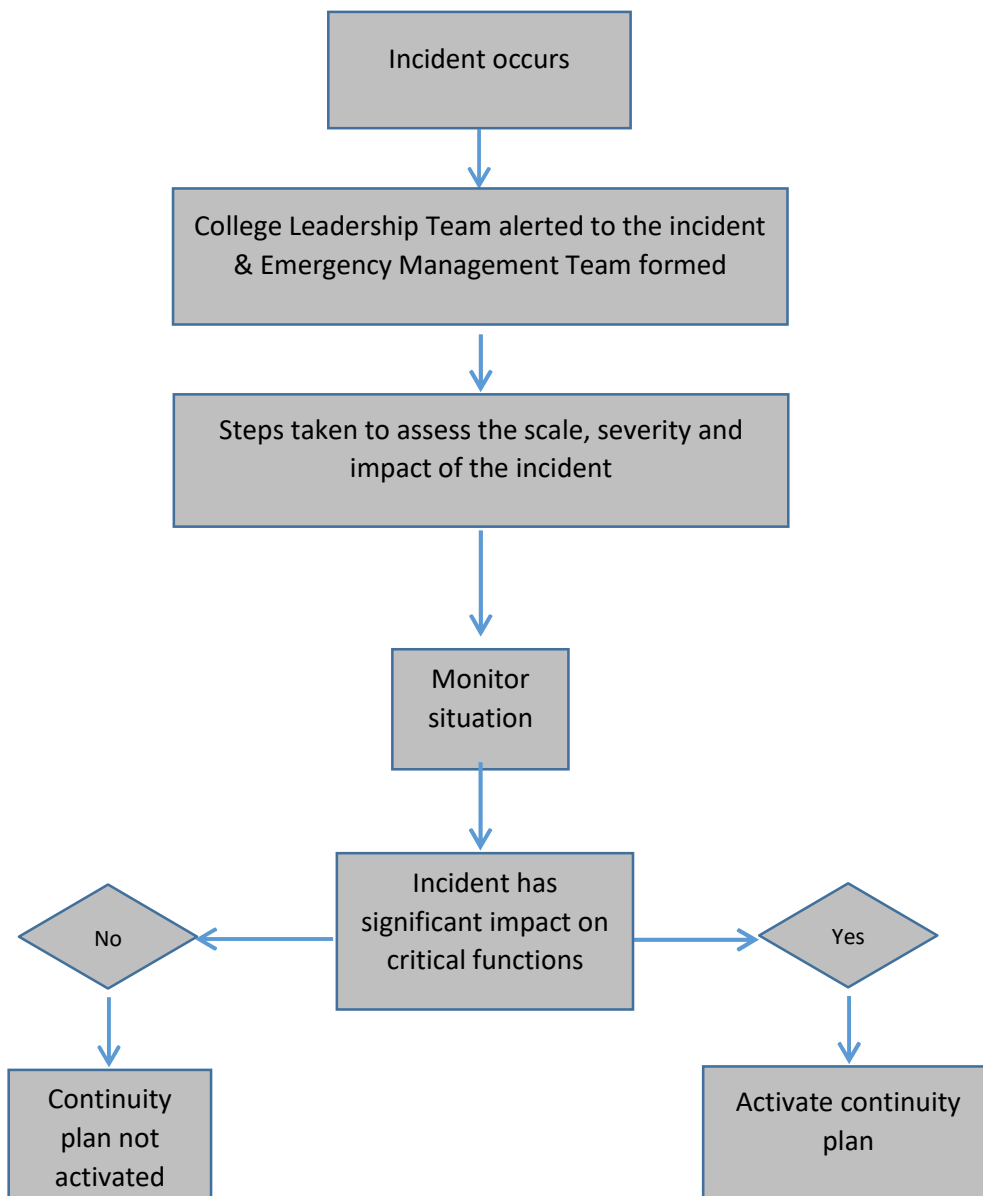 Incident occurs
College Leadership Team alerted to the incident
& Emergency Management Team formed
Steps taken to assess the scale, severity and
impact of the incident
Monitor
situation
Incident has
significant impact on
critical functions
No
Yes
Continuity
plan not
activated
Activate continuity
plan